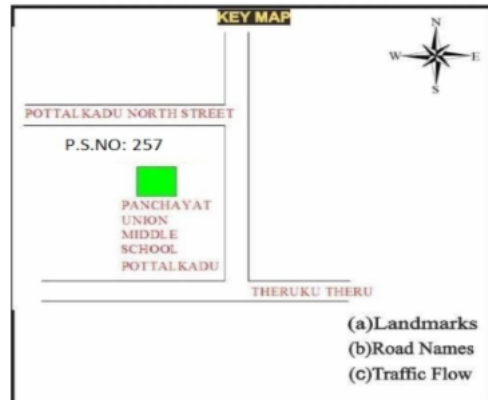 KEY MAP
N
W E
S
POTTALKADU NORTH STREET
P.S.NO: 257
PANCHAYAT
UNION
MIDDLE
SCHOOL
POTTALKADU
THERUKU THERU
(a)Landmarks
(b)Road Names
(c)Traffic Flow